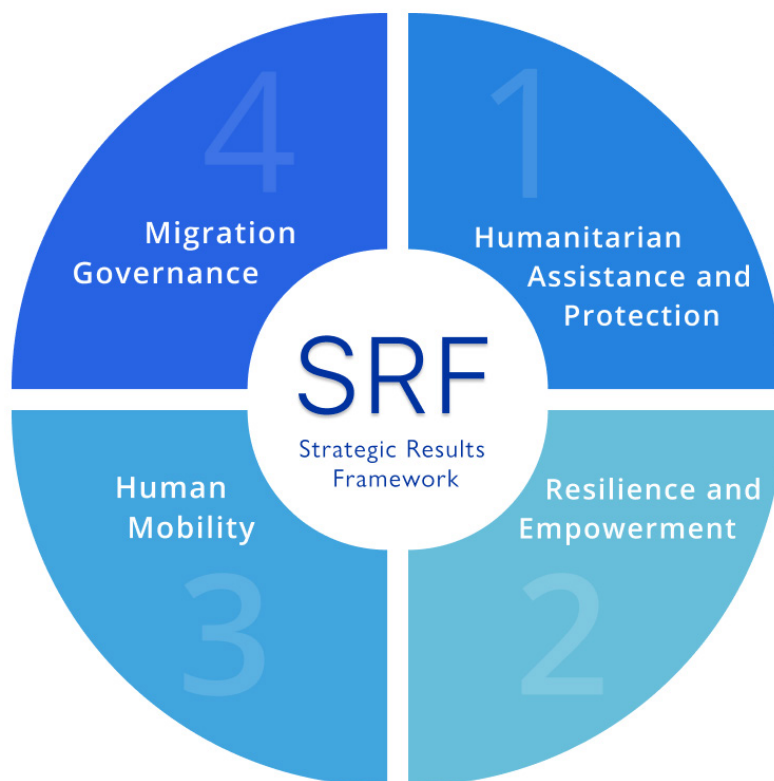 4
Migration
Governance
1
Humanitarian
Assistance and
Protection
SRF
Strategic Results
Framework
Human
Mobility
3
Resilience and
Empowerment
2